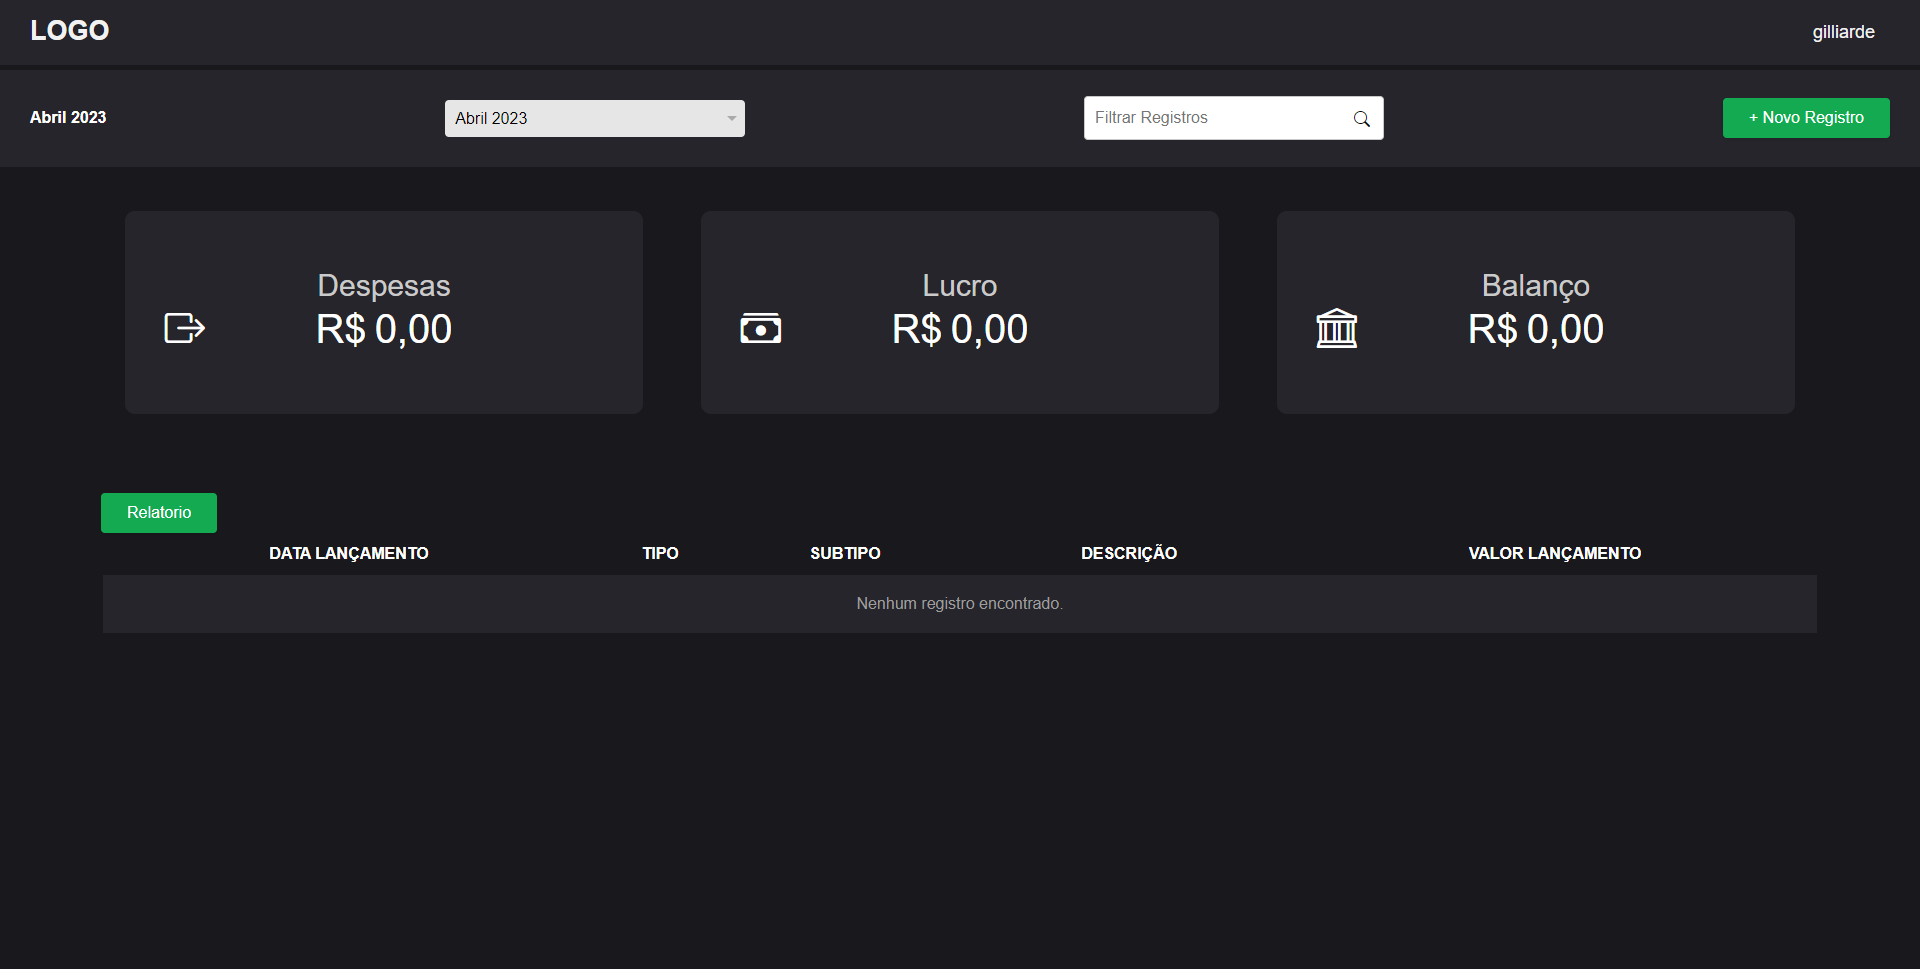 LOGO
gilliarde
Abril 2023
Abril 2023
Filtrar Registros
+ Novo Registro
Despesas
R$ 0,00
Lucro
R$ 0,00
Balanço
R$ 0,00
Relatorio
DATA LANÇAMENTO TIPO SUBTIPO DESCRIÇÃO VALOR LANÇAMENTO
Nenhum registro encontrado.